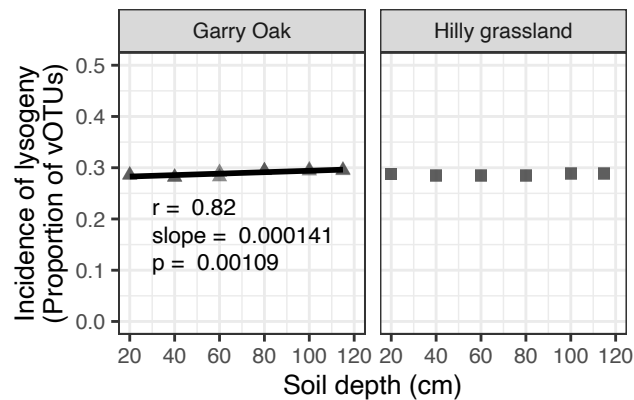 Garry Oak
Hilly grassland
Incidence of lysogeny
(Proportion of vOTUs)
0.5
0.4
0.3
0.2
0.1
0.0
r = 0.82
slope = 0.000141
p = 0.00109
20 40 60 80 100 120
20 40 60 80 100 120
Soil depth (cm)